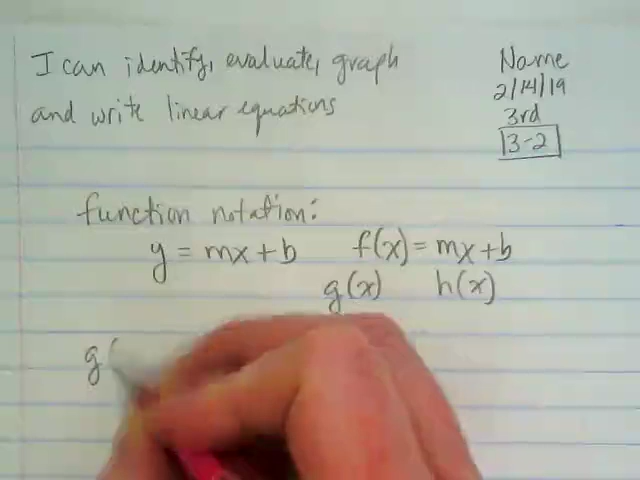 I can identify, evaluate, graph
and write linear equations
Name
2/14/19
3rd
3-2
function notation:
y = mx + b f(x) = mx + b
g(x) h(x)
g(